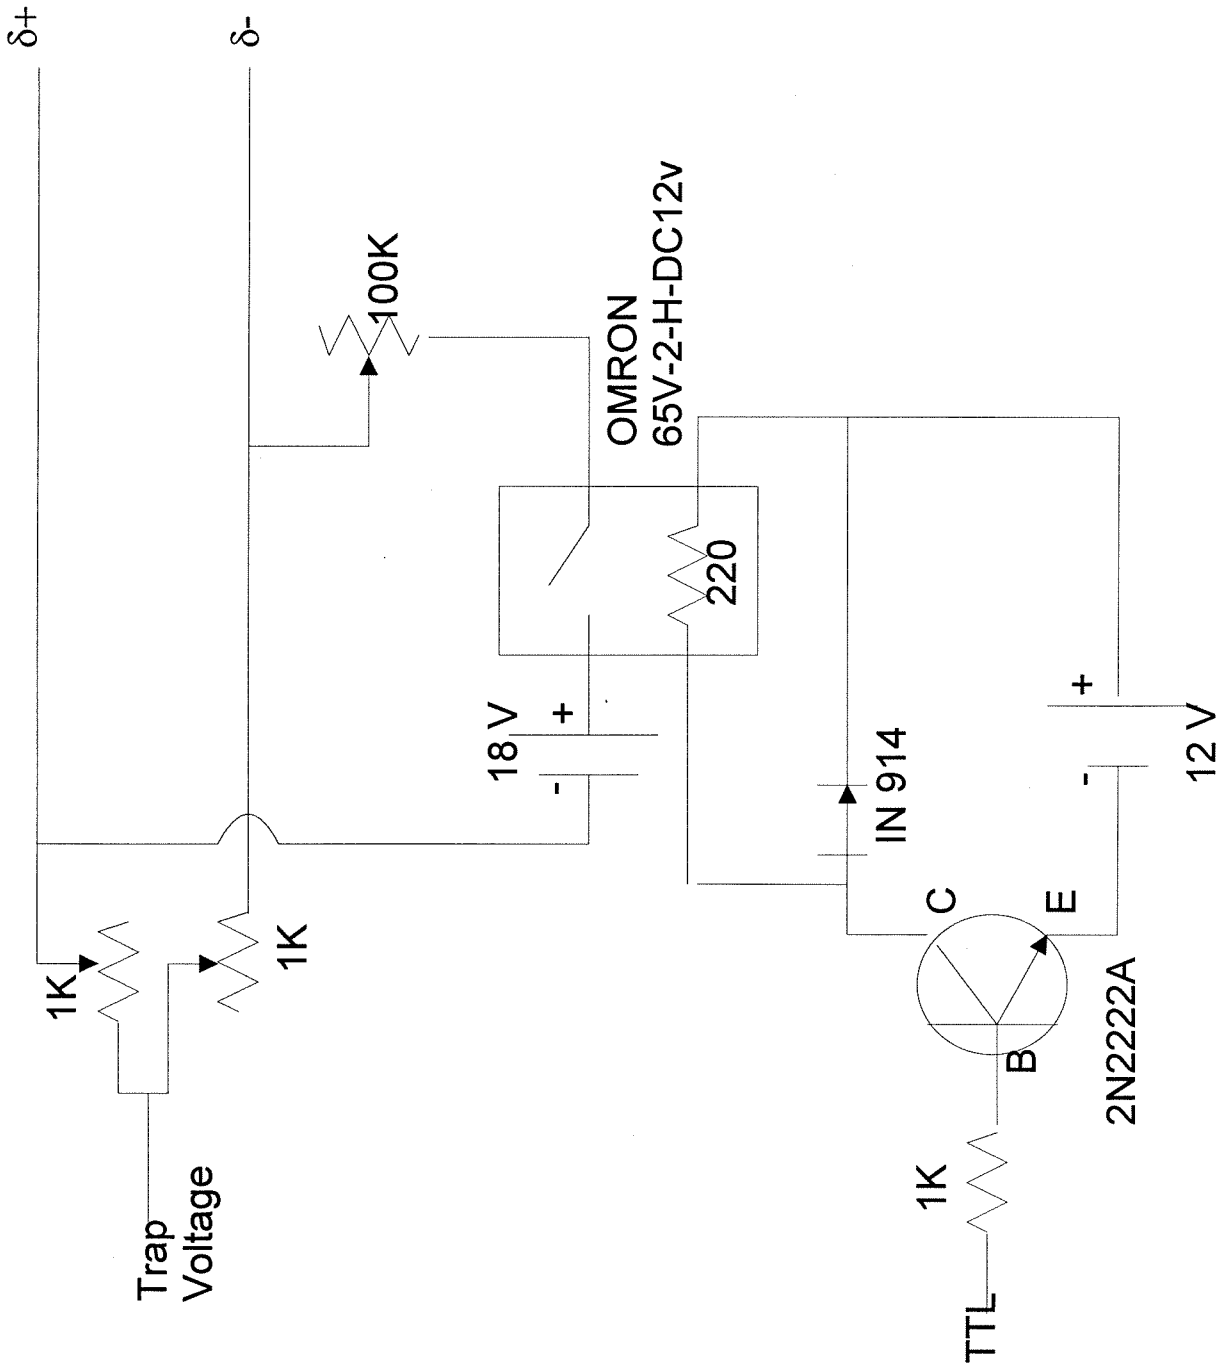 δ+
δ-
1K
1K
Trap
Voltage
100K
18 V
- +
OMRON
65V-2-H-DC12v
220
IN 914
C
B
E
2N2222A
1K
TTL
- +
12 V